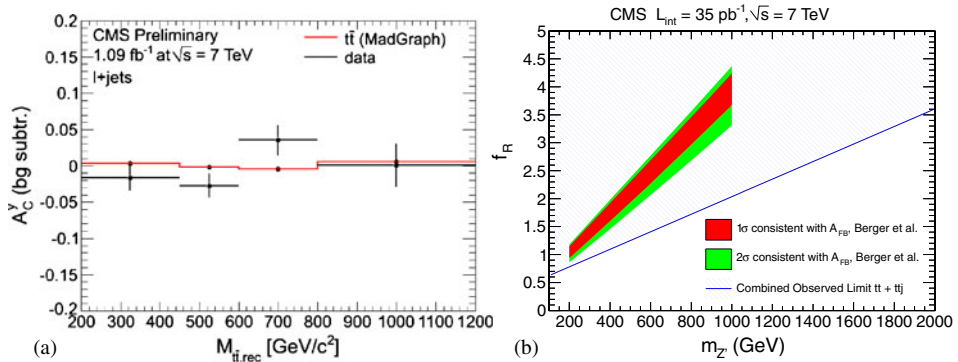 CMS Preliminary
1.09 fb⁻¹ at √s = 7 TeV
l+jets
tt̄ (MadGraph)
data
A_C^y (bg subtr.)
0.2
0.15
0.1
0.05
0
-0.05
-0.1
-0.15
-0.2
200 300 400 500 600 700 800 900 1000 1100 1200
M_tt̄,rec [GeV/c²]
(a)
CMS L_int = 35 pb⁻¹, √s = 7 TeV
f_R
5
4.5
4
3.5
3
2.5
2
1.5
1
0.5
0
1σ consistent with A_FB, Berger et al.
2σ consistent with A_FB, Berger et al.
Combined Observed Limit tt + ttj
200 400 600 800 1000 1200 1400 1600 1800 2000
m_Z' (GeV)
(b)